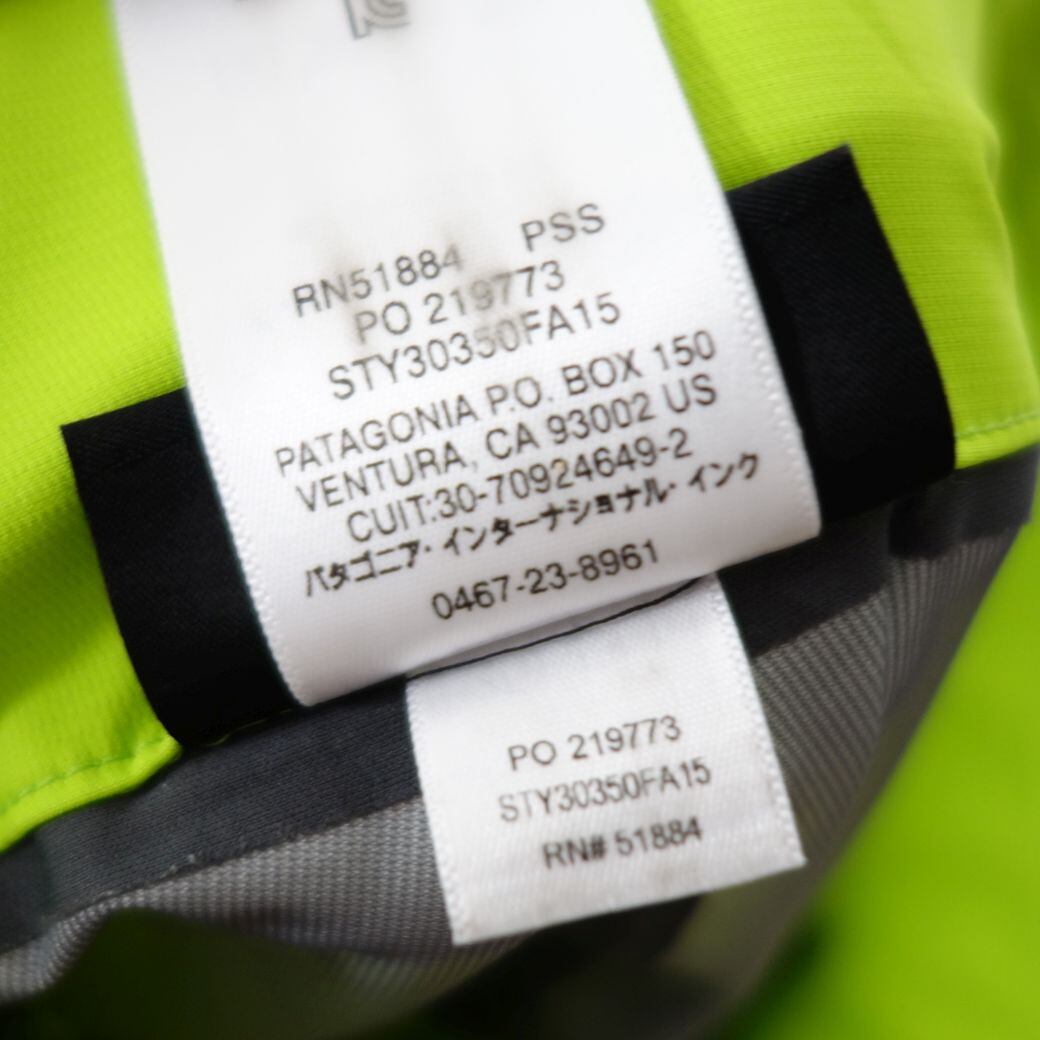 RN51884 PSS
PO 219773
STY30350FA15
PATAGONIA P.O. BOX 150
VENTURA, CA 93002 US
CUIT:30-70924649-2
パタゴニア・インターナショナル・インク
0467-23-8961
PO 219773
STY30350FA15
RN# 51884